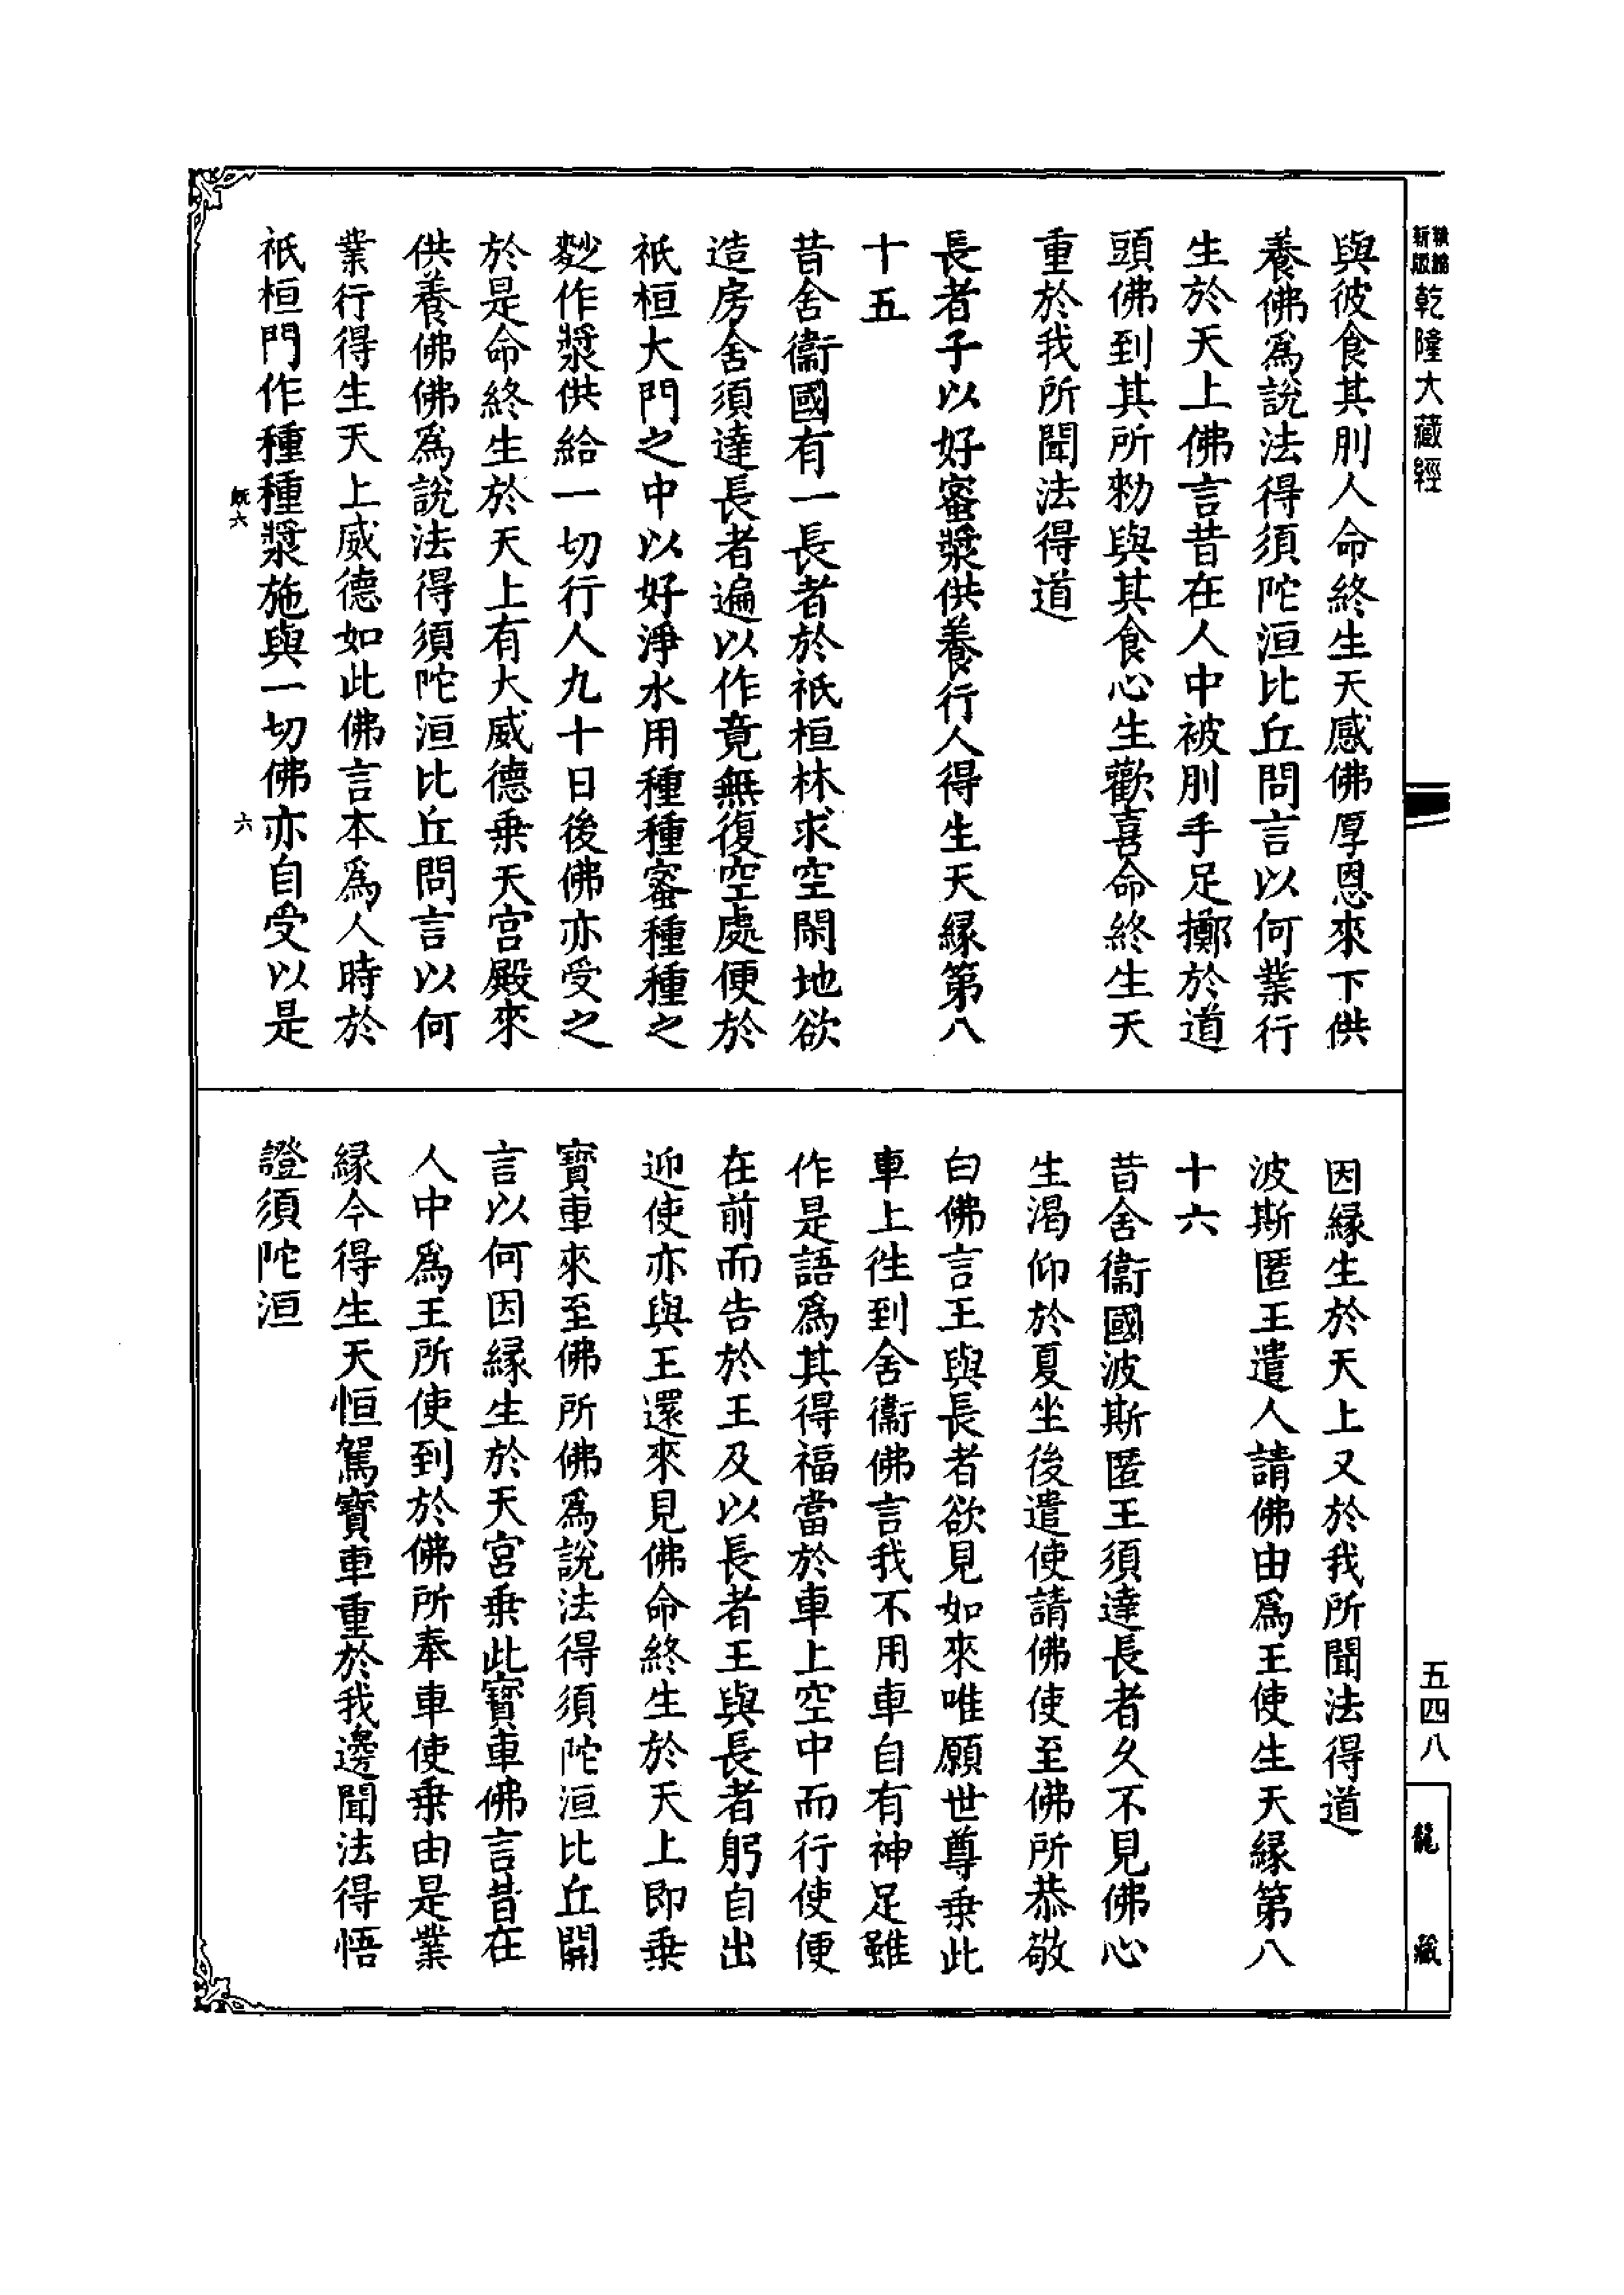 新版
乾隆大藏經
與彼食其刖人命終生天感佛厚恩來下供
養佛爲說法得須陀洹比丘問言以何業行
生於天上佛言昔在人中被刖手足擲於道
頭佛到其所勑與其食心生歡喜命終生天
重於我所聞法得道
長者子以好蜜漿供養行人得生天緣第八
十五
昔舍衞國有一長者於祇桓林求空閑地欲
造房舍須達長者遍以作竟無復空處便於
祇桓大門之中以好淨水用種種蜜種種之
麨作漿供給一切行人九十日後佛亦受之
於是命終生於天上有大威德乗天宮殿來
供養佛佛爲說法得須陀洹比丘問言以何
業行得生天上威德如此佛言本爲人時於
祇桓門作種種漿施與一切佛亦自受以是
六
六
因緣生於天上又於我所聞法得道
波斯匿王遣人請佛由爲王使生天緣第八
十六
昔舍衞國波斯匿王須達長者久不見佛心
生渴仰於夏坐後遣使請佛使至佛所恭敬
白佛言王與長者欲見如來唯願世尊乗此
車上徃到舍衞佛言我不用車自有神足雖
作是語爲其得福當於車上空中而行使便
在前而告於王及以長者王與長者躬自出
迎使亦與王還來見佛命終生於天上即乗
寶車來至佛所佛爲說法得須陀洹比丘開
言以何因緣生於天宮乗此寶車佛言昔在
人中爲王所使到於佛所奉車使乗由是業
緣今得生天恒駕寶車重於我邊聞法得悟
證須陀洹
五四八
龍藏